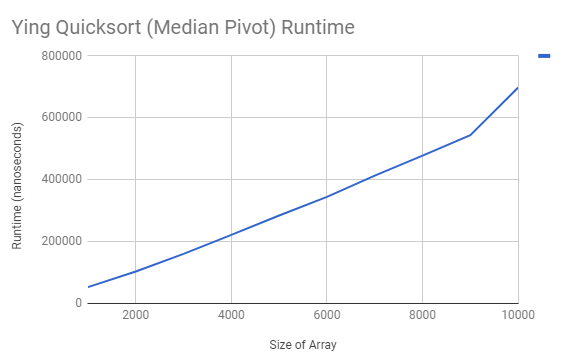 Ying Quicksort (Median Pivot) Runtime
800000
600000
400000
200000
0
Runtime (nanoseconds)
2000 4000 6000 8000 10000
Size of Array